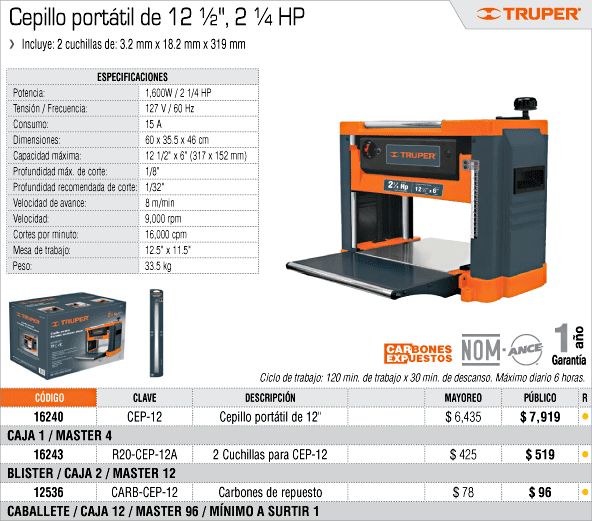 Cepillo portátil de 12 ½", 2 ¼ HP
TRUPER®
Incluye: 2 cuchillas de: 3.2 mm x 18.2 mm x 319 mm
ESPECIFICACIONES
Potencia: 1,600W / 2 1/4 HP
Tensión / Frecuencia: 127 V / 60 Hz
Consumo: 15 A
Dimensiones: 60 x 35.5 x 46 cm
Capacidad máxima: 12 1/2" x 6" (317 x 152 mm)
Profundidad máx. de corte: 1/8"
Profundidad recomendada de corte: 1/32"
Velocidad de avance: 8 m/min
Velocidad: 9,000 rpm
Cortes por minuto: 16,000 cpm
Mesa de trabajo: 12.5" x 11.5"
Peso: 33.5 kg
TRUPER
2¼ Hp 12½" x 6"
TRUPER
CARBONES EXPUESTOS
NOM-ANCE
1 año Garantía
Ciclo de trabajo: 120 min. de trabajo x 30 min. de descanso. Máximo diario 6 horas.
CÓDIGO CLAVE DESCRIPCIÓN MAYOREO PÚBLICO R
16240 CEP-12 Cepillo portátil de 12" $ 6,435 $ 7,919
CAJA 1 / MASTER 4
16243 R20-CEP-12A 2 Cuchillas para CEP-12 $ 425 $ 519
BLISTER / CAJA 2 / MASTER 12
12536 CARB-CEP-12 Carbones de repuesto $ 78 $ 96
CABALLETE / CAJA 12 / MASTER 96 / MÍNIMO A SURTIR 1